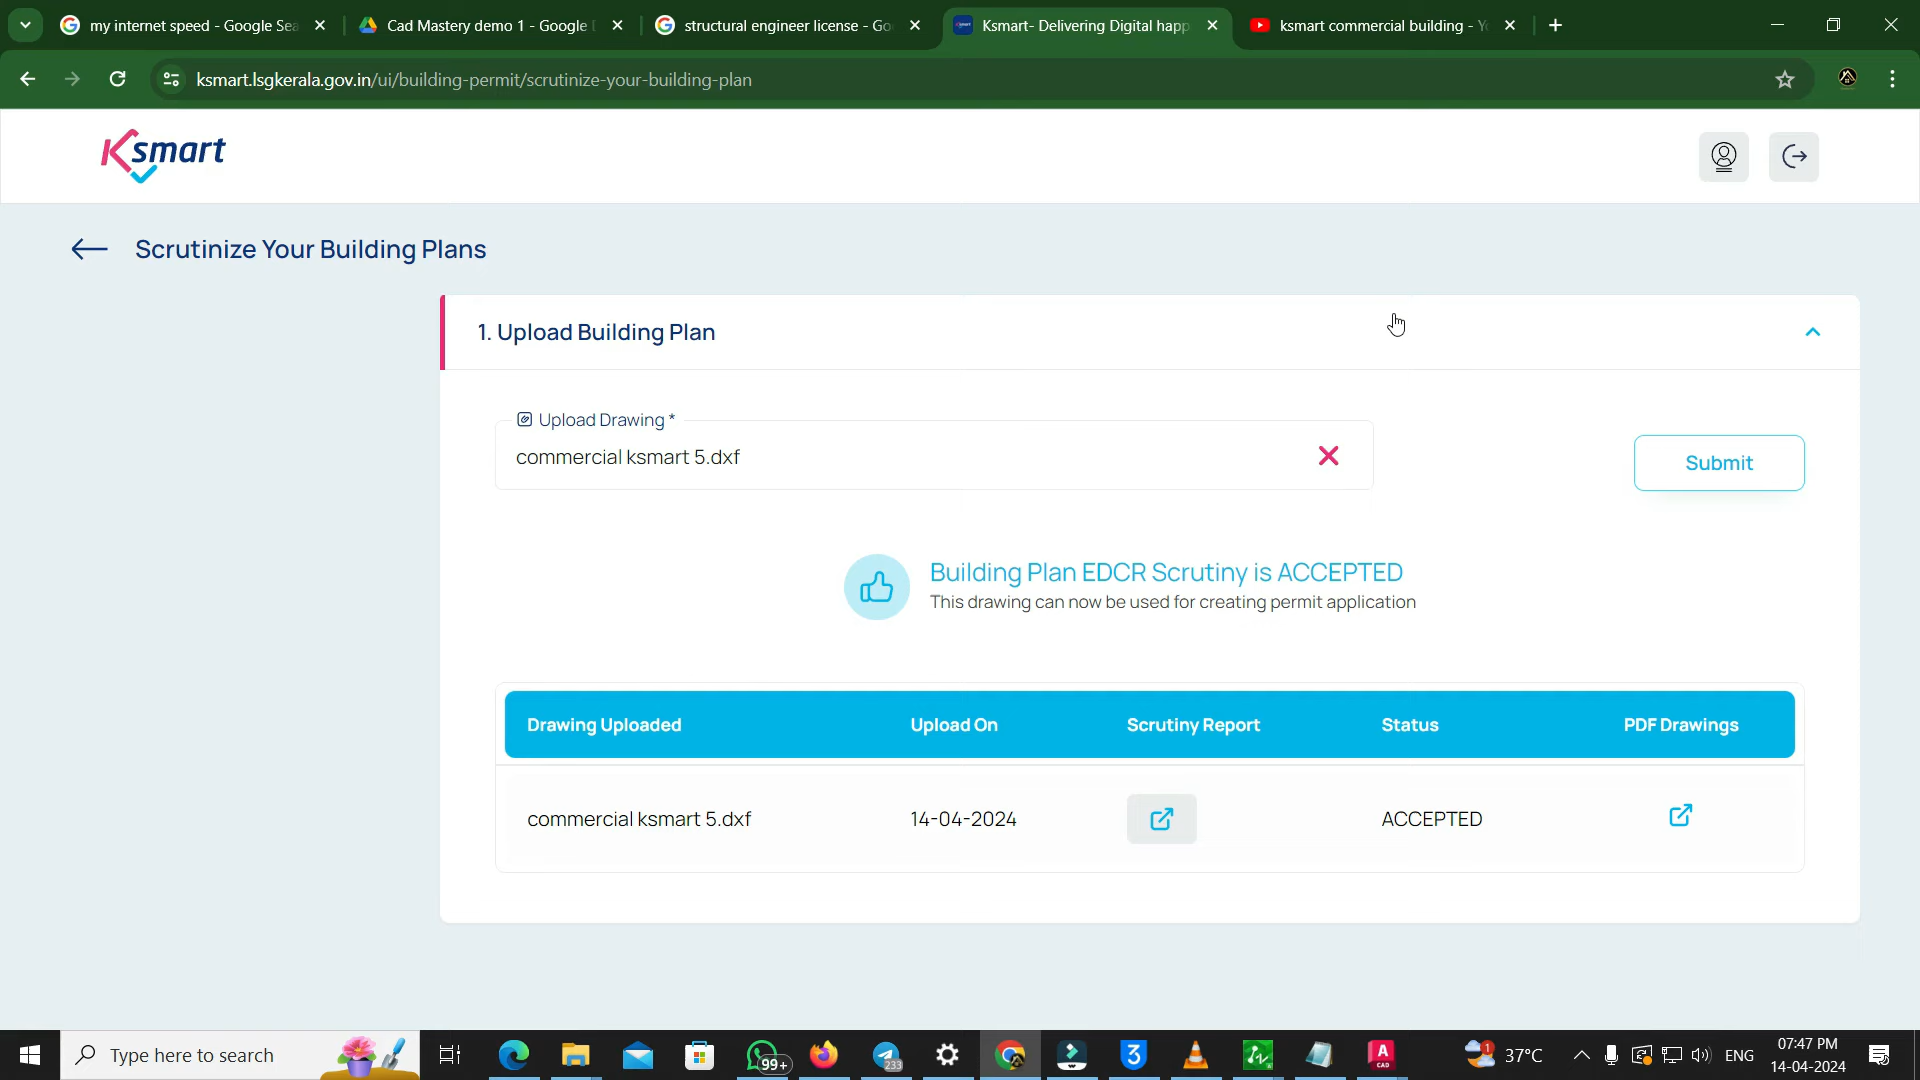 my internet speed - Google Sea
Cad Mastery demo 1 - Google
structural engineer license - Go
Ksmart- Delivering Digital happ
ksmart commercial building -
ksmart.lsgkerala.gov.in/ui/building-permit/scrutinize-your-building-plan
Ksmart
Scrutinize Your Building Plans
1. Upload Building Plan
Upload Drawing *
commercial ksmart 5.dxf
Submit
Building Plan EDCR Scrutiny is ACCEPTED
This drawing can now be used for creating permit application
Drawing Uploaded Upload On Scrutiny Report Status PDF Drawings
commercial ksmart 5.dxf 14-04-2024 ACCEPTED
Type here to search
99+
233
3
A
CAD
1
37°C
ENG
07:47 PM
14-04-2024